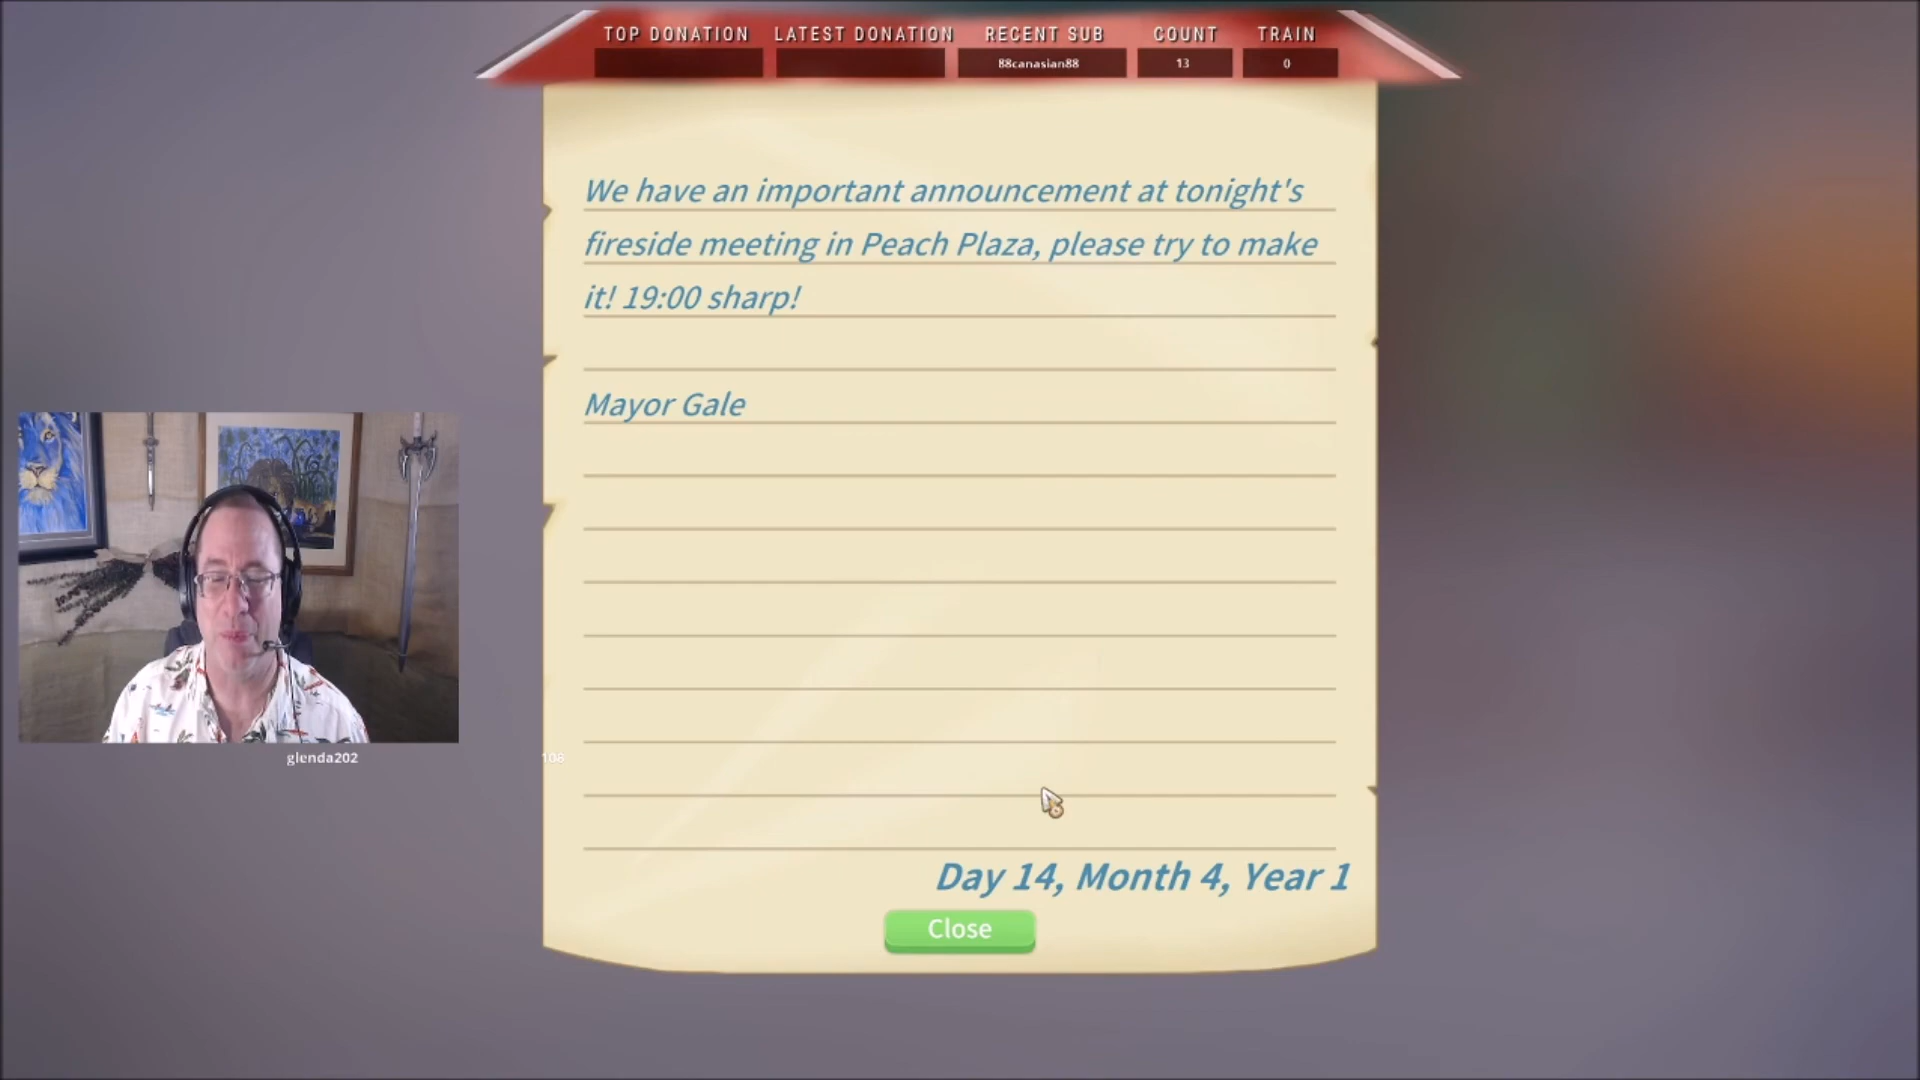 TOP DONATION LATEST DONATION RECENT SUB COUNT TRAIN
88canasian88 13 0
We have an important announcement at tonight's
fireside meeting in Peach Plaza, please try to make
it! 19:00 sharp!
Mayor Gale
glenda202 108
Day 14, Month 4, Year 1
Close